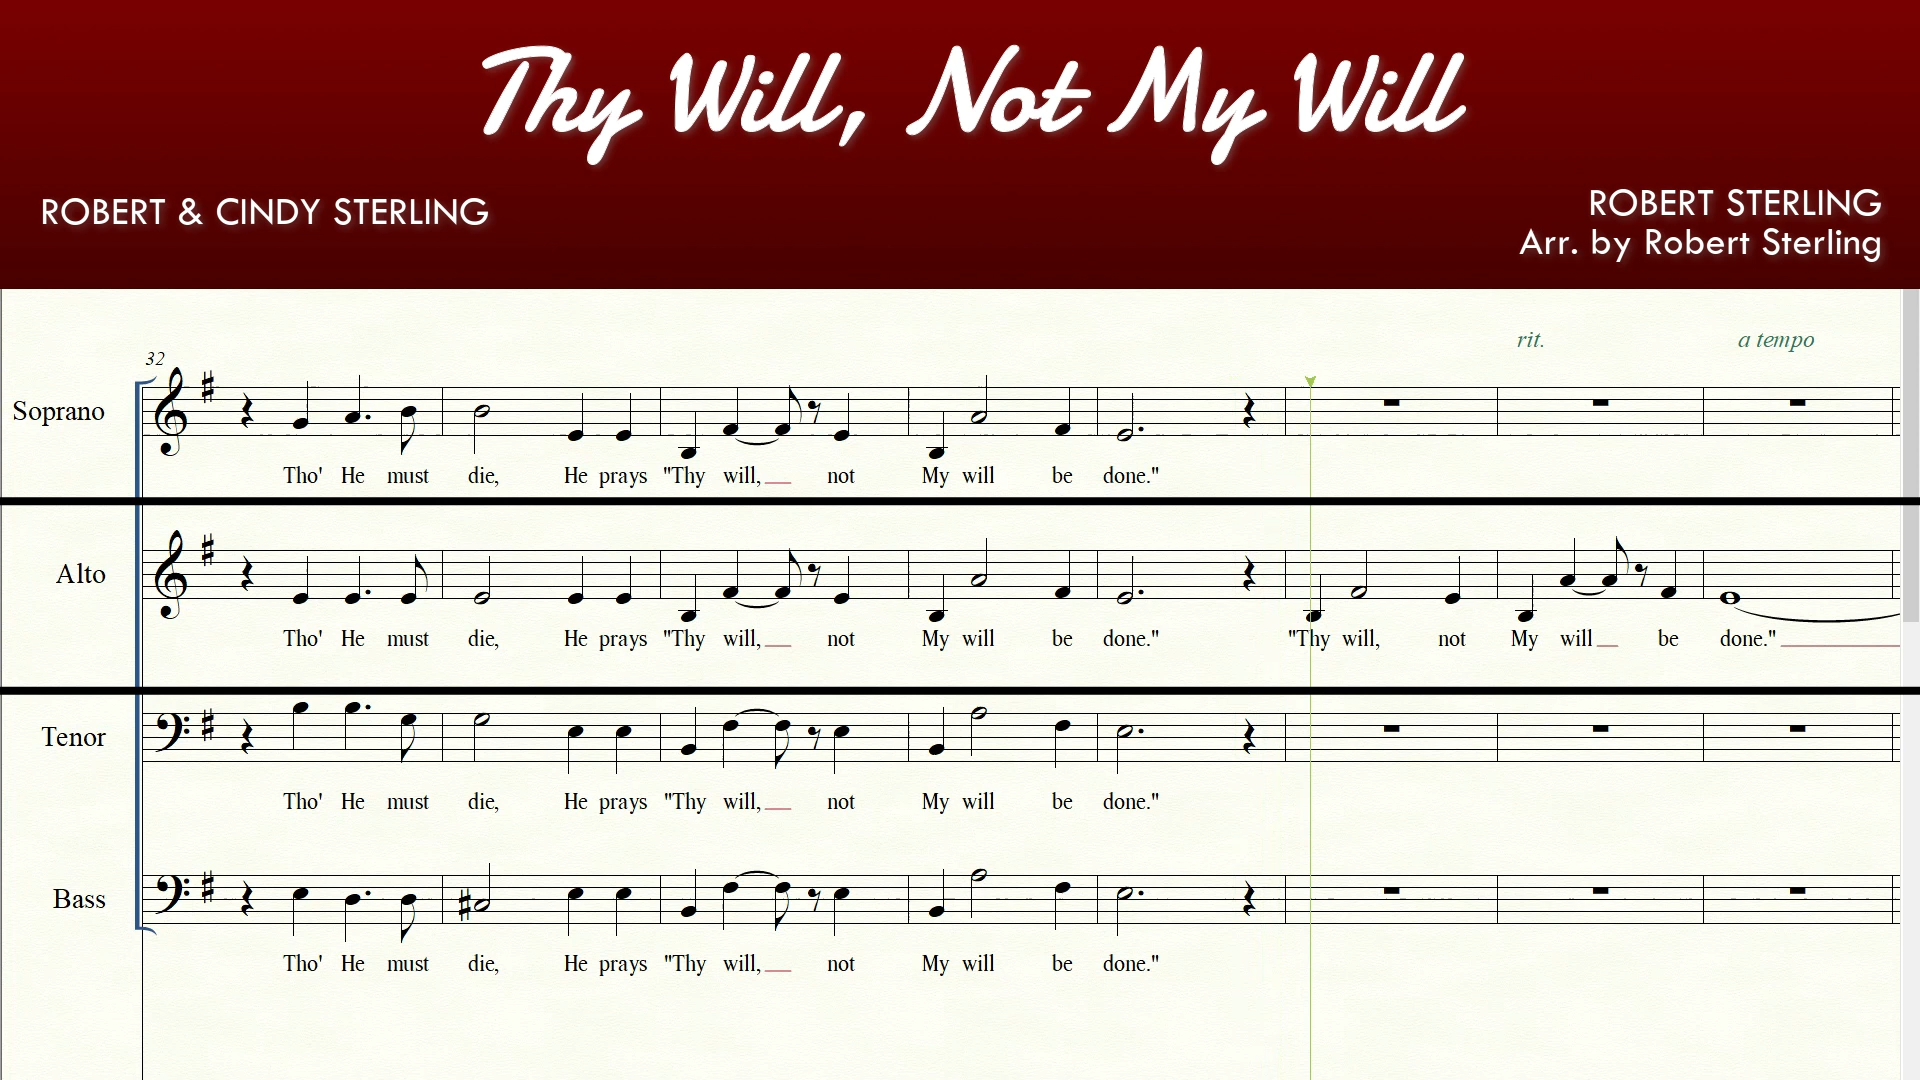 Thy Will, Not My Will
ROBERT & CINDY STERLING
ROBERT STERLING
Arr. by Robert Sterling
rit. a tempo
32
Soprano
Tho' He must die, He prays "Thy will, not My will be done."
Alto
Tho' He must die, He prays "Thy will, not My will be done." "Thy will, not My will be done."
Tenor
Tho' He must die, He prays "Thy will, not My will be done."
Bass
Tho' He must die, He prays "Thy will, not My will be done."